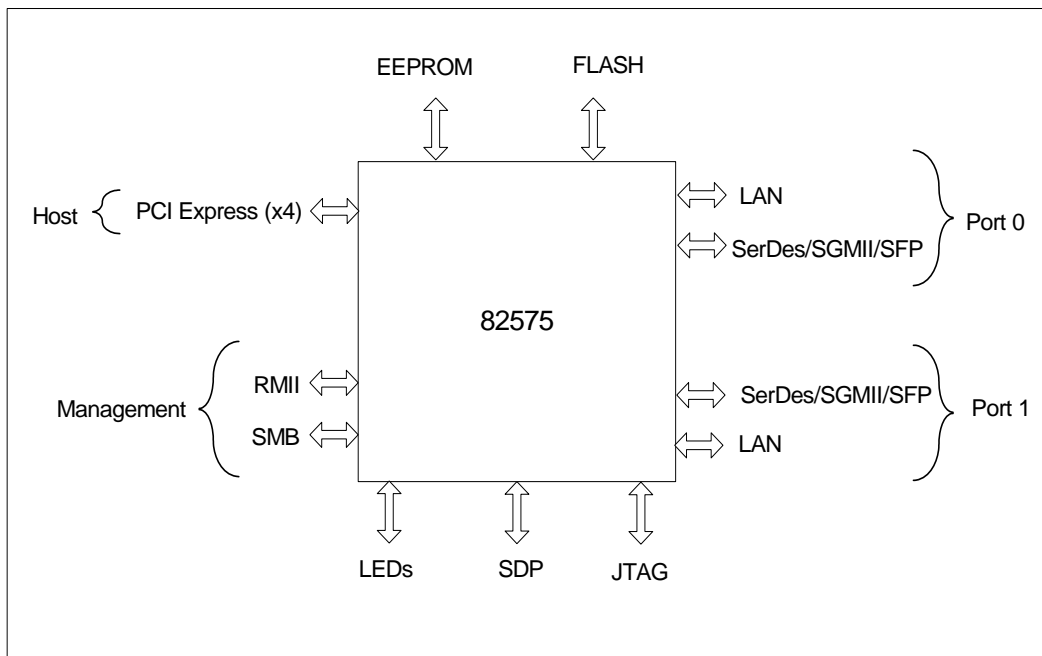 EEPROM
FLASH
Host
PCI Express (x4)
LAN
SerDes/SGMII/SFP
Port 0
82575
Management
RMII
SMB
SerDes/SGMII/SFP
LAN
Port 1
LEDs
SDP
JTAG